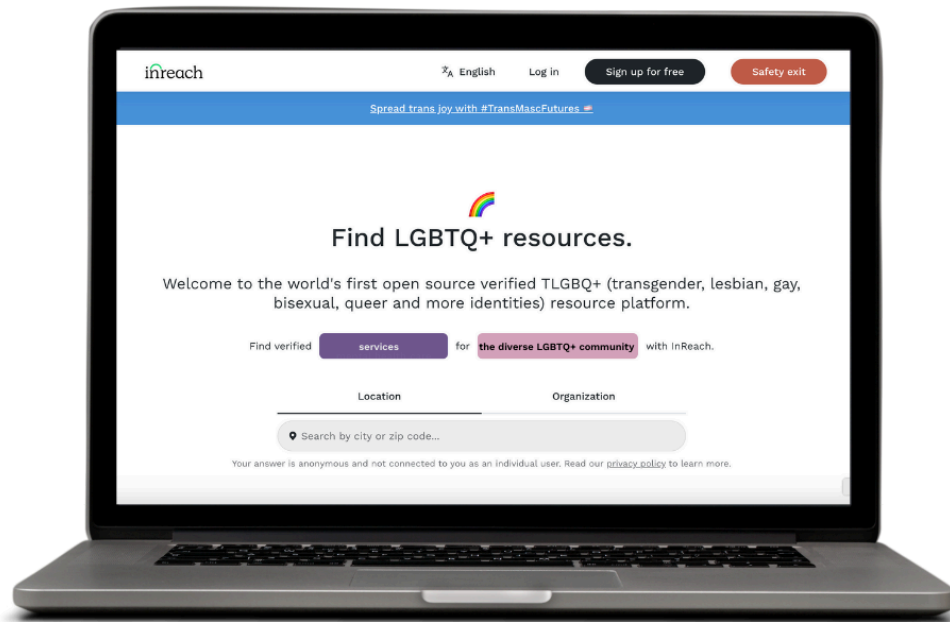 inreach
English
Log in
Sign up for free
Safety exit
Spread trans joy with #TransMascFutures
Find LGBTQ+ resources.
Welcome to the world's first open source verified TLGBQ+ (transgender, lesbian, gay,
bisexual, queer and more identities) resource platform.
Find verified services for the diverse LGBTQ+ community with InReach.
Location
Organization
Search by city or zip code...
Your answer is anonymous and not connected to you as an individual user. Read our privacy policy to learn more.